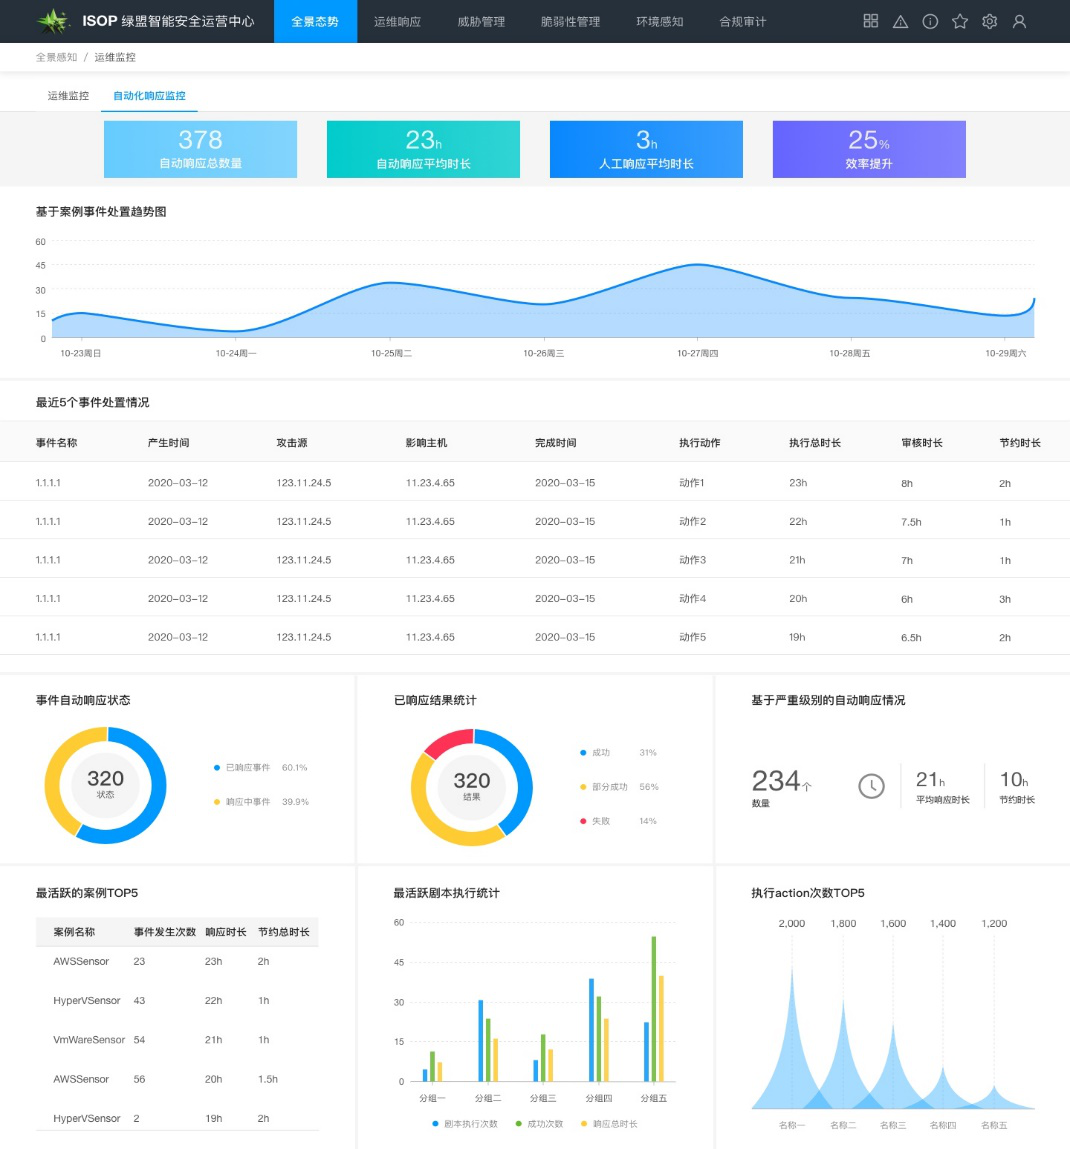 ISOP 绿盟智能安全运营中心 全景态势 运维响应 威胁管理 脆弱性管理 环境感知 合规审计
全景感知 / 运维监控
运维监控 自动化响应监控
378 23h 3h 25%
自动响应总数量 自动响应平均时长 人工响应平均时长 效率提升
基于案例事件处置趋势图
60
45
30
15
0
10-23周日 10-24周一 10-25周二 10-26周三 10-27周四 10-28周五 10-29周六
最近5个事件处置情况
事件名称 产生时间 攻击源 影响主机 完成时间 执行动作 执行总时长 审核时长 节约时长
1.1.1.1 2020-03-12 123.11.24.5 11.23.4.65 2020-03-15 动作1 23h 8h 2h
1.1.1.1 2020-03-12 123.11.24.5 11.23.4.65 2020-03-15 动作2 22h 7.5h 1h
1.1.1.1 2020-03-12 123.11.24.5 11.23.4.65 2020-03-15 动作3 21h 7h 1h
1.1.1.1 2020-03-12 123.11.24.5 11.23.4.65 2020-03-15 动作4 20h 6h 3h
1.1.1.1 2020-03-12 123.11.24.5 11.23.4.65 2020-03-15 动作5 19h 6.5h 2h
事件自动响应状态
320
状态
已响应事件 60.1%
响应中事件 39.9%
已响应结果统计
320
结果
成功 31%
部分成功 56%
失败 14%
基于严重级别的自动响应情况
234个 21h 10h
数量 平均响应时长 节约时长
最活跃的案例TOP5
案例名称 事件发生次数 响应时长 节约总时长
AWSSensor 23 23h 2h
HyperVSensor 43 22h 1h
VmWareSensor 54 21h 1h
AWSSensor 56 20h 1.5h
HyperVSensor 2 19h 2h
最活跃剧本执行统计
60
45
30
15
0
分组一 分组二 分组三 分组四 分组五
剧本执行次数 成功次数 响应总时长
执行action次数TOP5
2,000 1,800 1,600 1,400 1,200
名称一 名称二 名称三 名称四 名称五